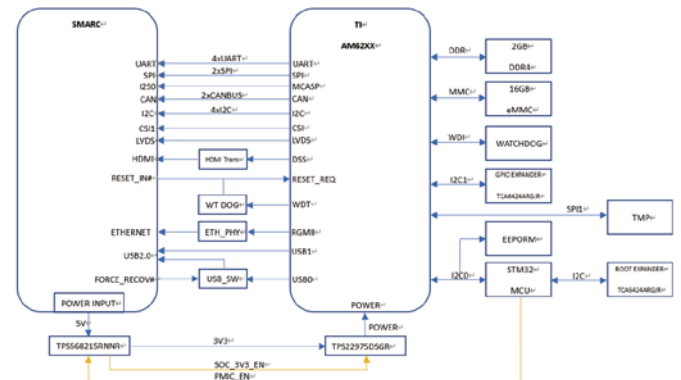 SMARC
TI
AM62XX
UART
SPI
I2S0
CAN
I2C
CSI1
LVDS
HDMI
RESET_IN#
ETHERNET
USB2.0
FORCE_RECOV#
POWER INPUT
4xUART
2xSPI
2xCANBUS
4xI2C
HDMI Trans
WT DOG
ETH_PHY
USB_SW
UART
SPI
MCASP
CAN
I2C
CSI
LVDS
DSS
RESET_REQ
WDT
RGMII
USB1
USB0
POWER
DDR
2GB
DDR4
MMC
16GB
eMMC
WDI
WATCHDOG
I2C1
GPIO EXPANDER
TCA6424ARGJR
SPI1
TMP
EEPORM
I2C0
STM32
MCU
I2C
BOOT EXPANDER
TCA6424ARGJR
5V
POWER
TPS568215RNNR
3V3
TPS22975DSGR
SOC_3V3_EN
PMIC_EN